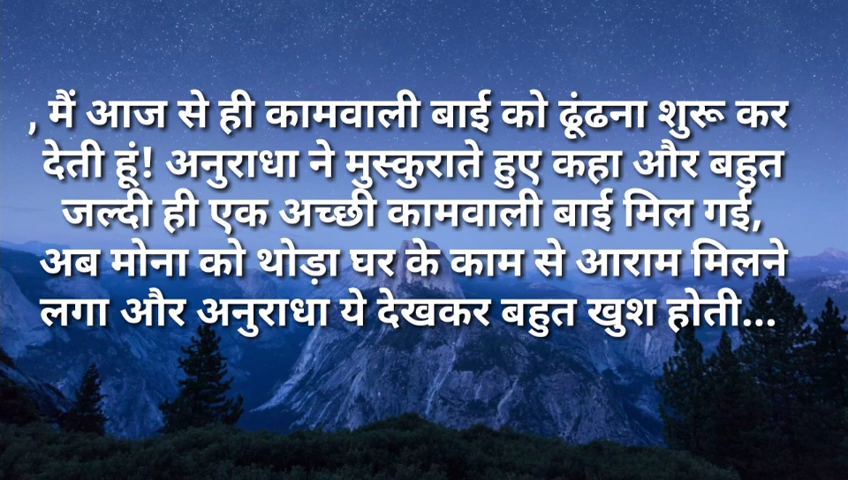 , मैं आज से ही कामवाली बाई को ढूंढना शुरू कर
देती हूं! अनुराधा ने मुस्कुराते हुए कहा और बहुत
जल्दी ही एक अच्छी कामवाली बाई मिल गई,
अब मोना को थोड़ा घर के काम से आराम मिलने
लगा और अनुराधा ये देखकर बहुत खुश होती...